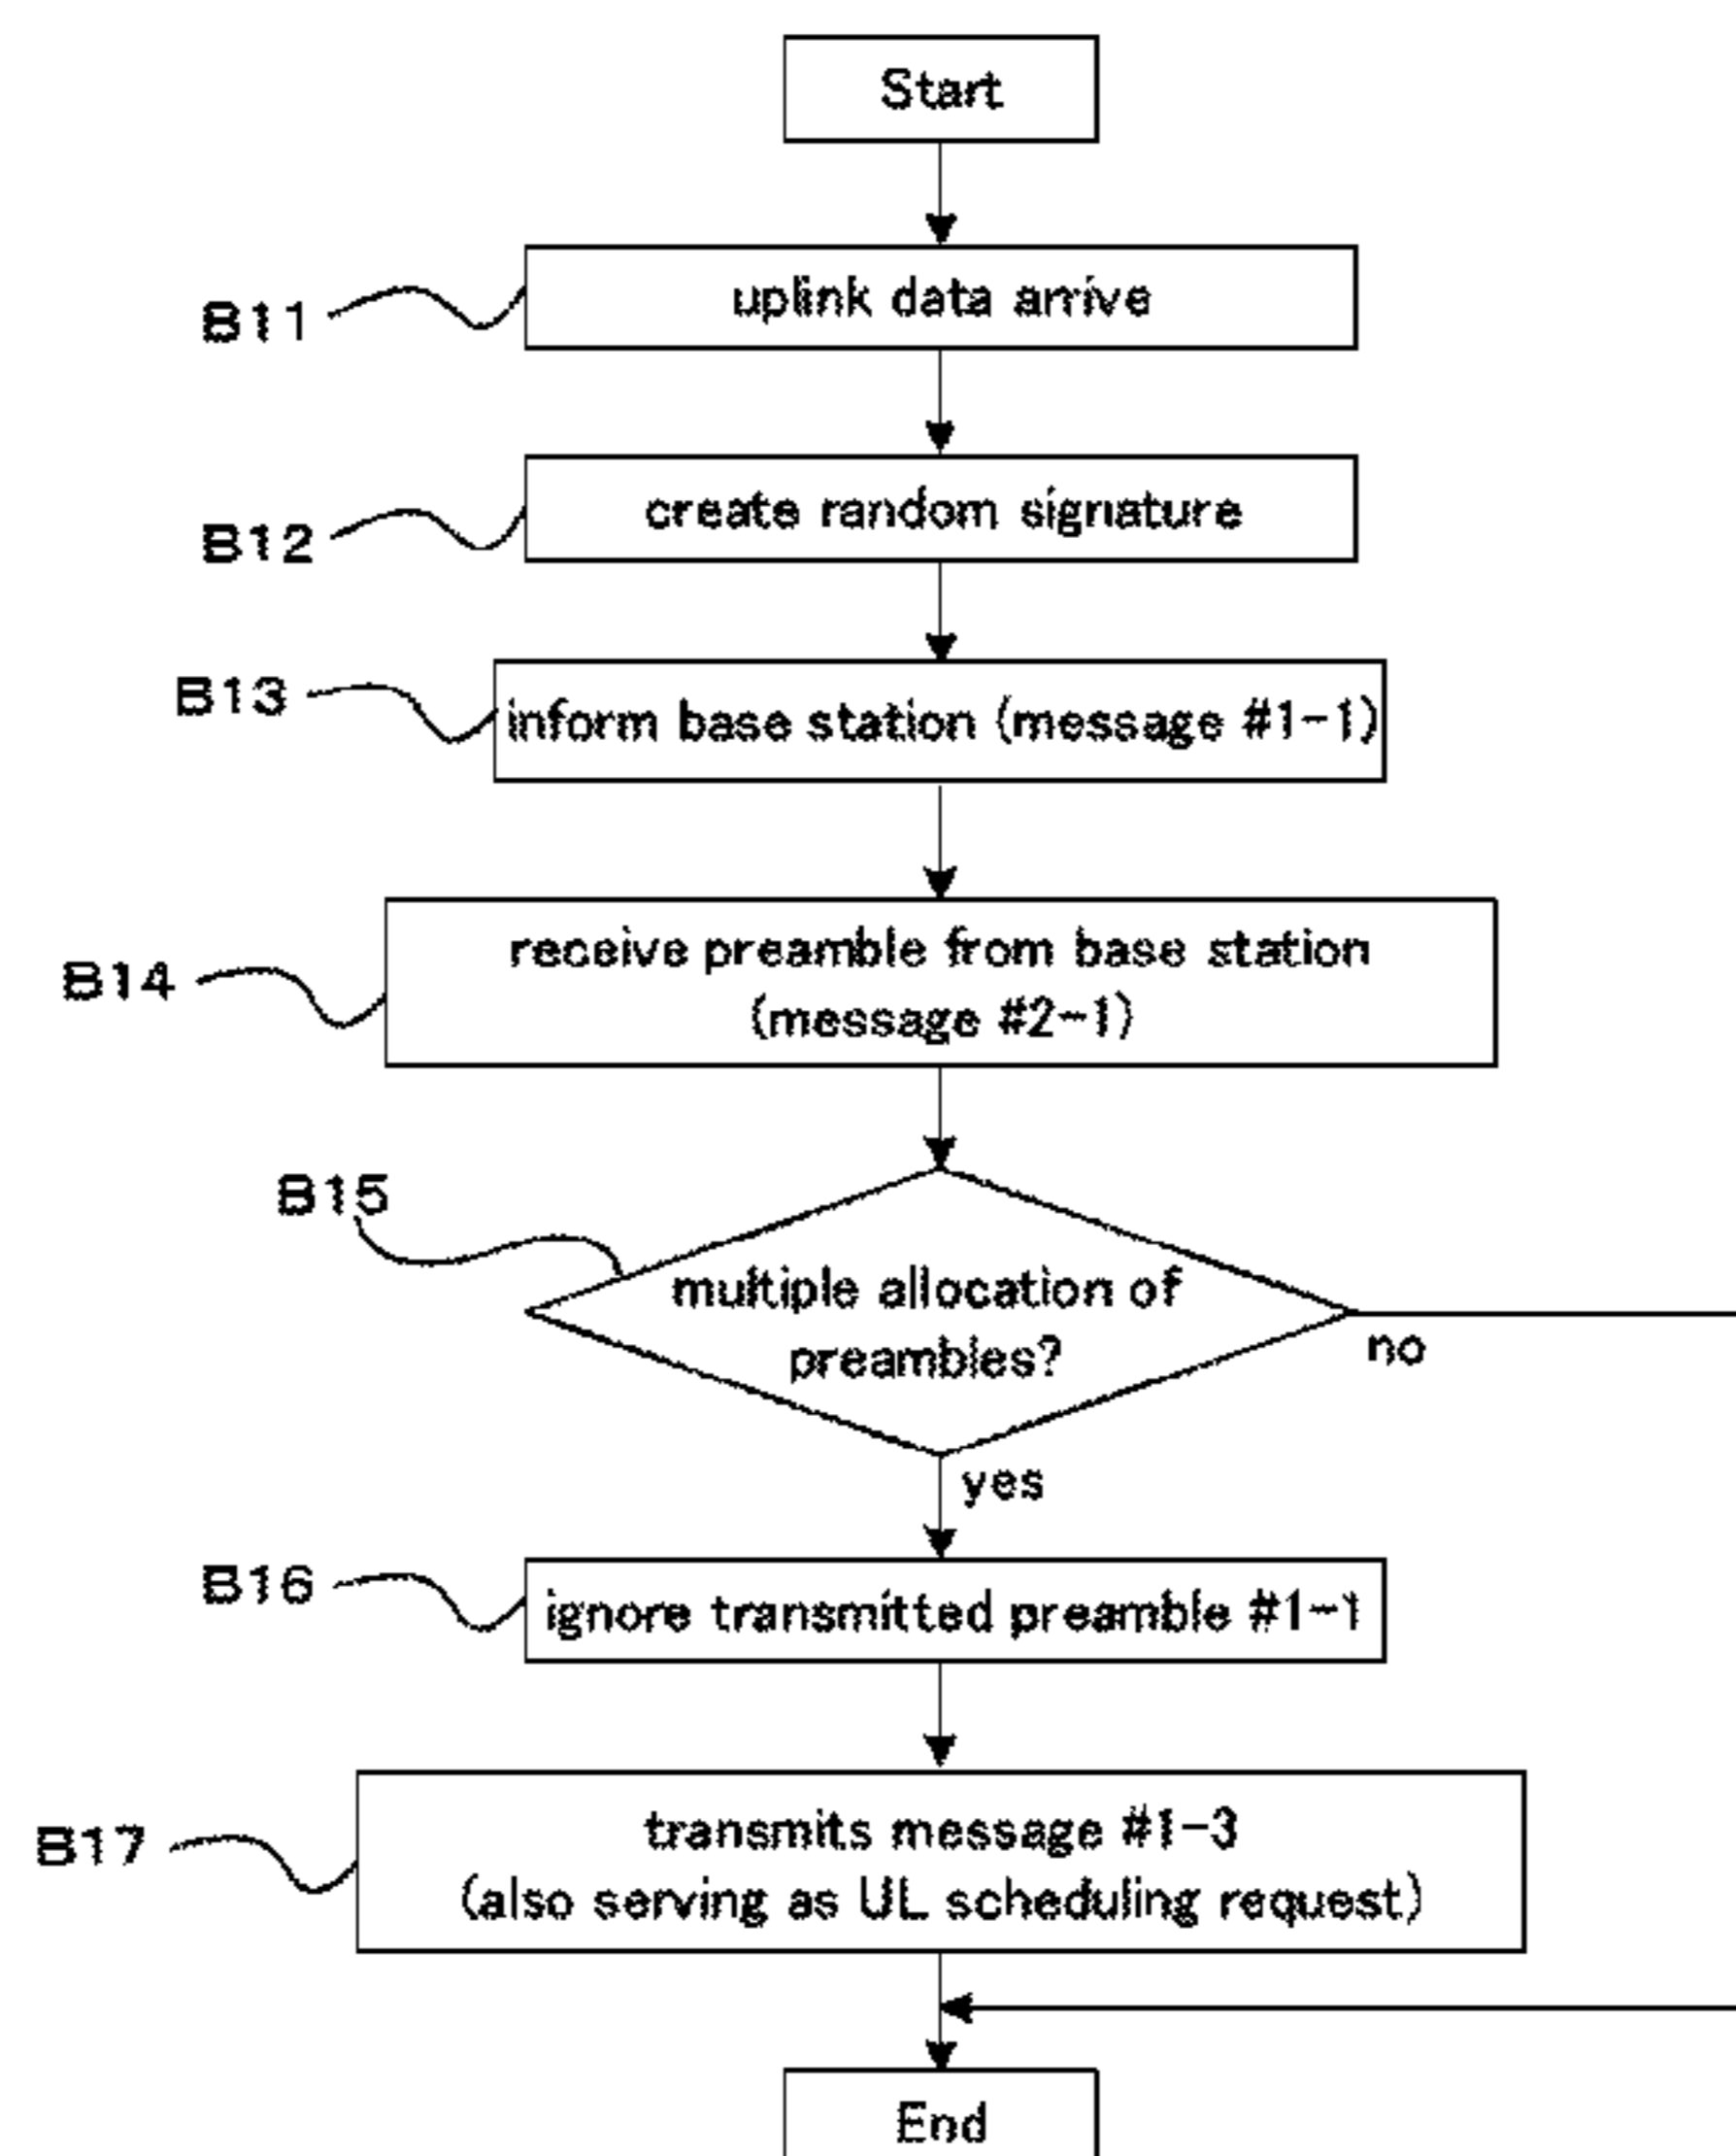 Start
B11
uplink data arrive
B12
create random signature
B13
inform base station (message #1-1)
B14
receive preamble from base station
(message #2-1)
B15
multiple allocation of
preambles?
no
yes
B16
ignore transmitted preamble #1-1
B17
transmits message #1-3
(also serving as UL scheduling request)
End